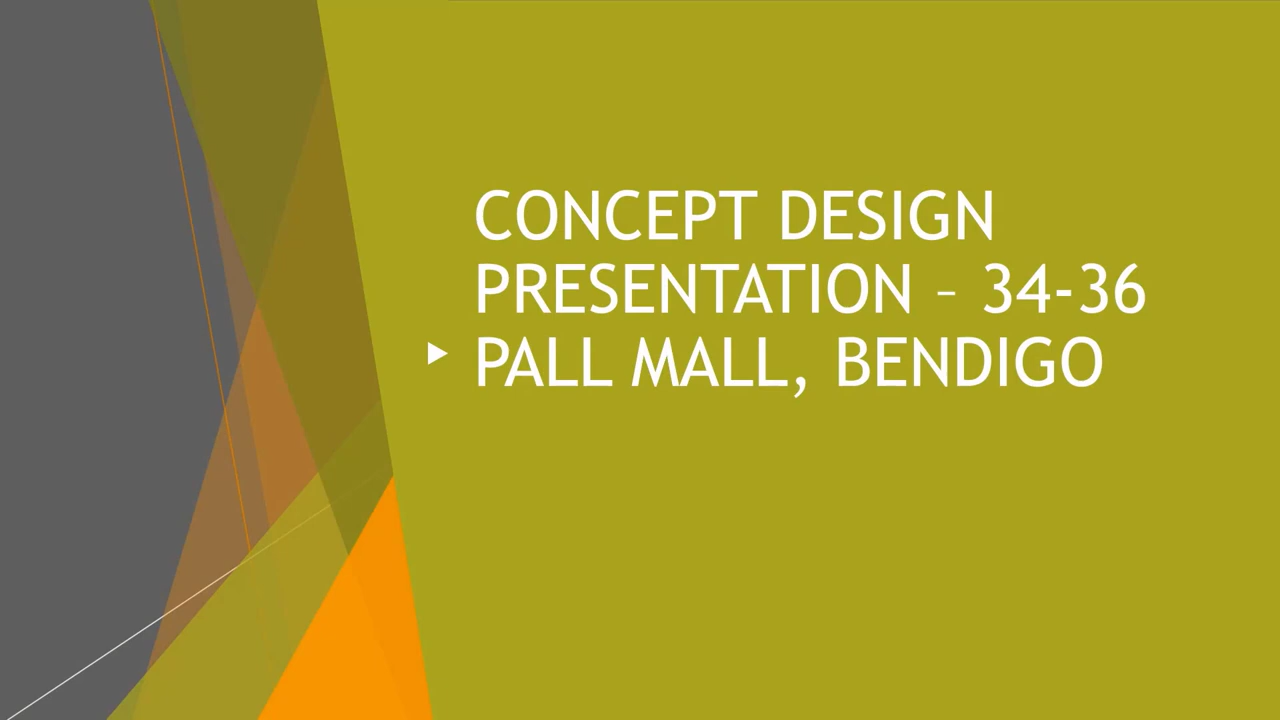 CONCEPT DESIGN
PRESENTATION – 34-36
PALL MALL, BENDIGO